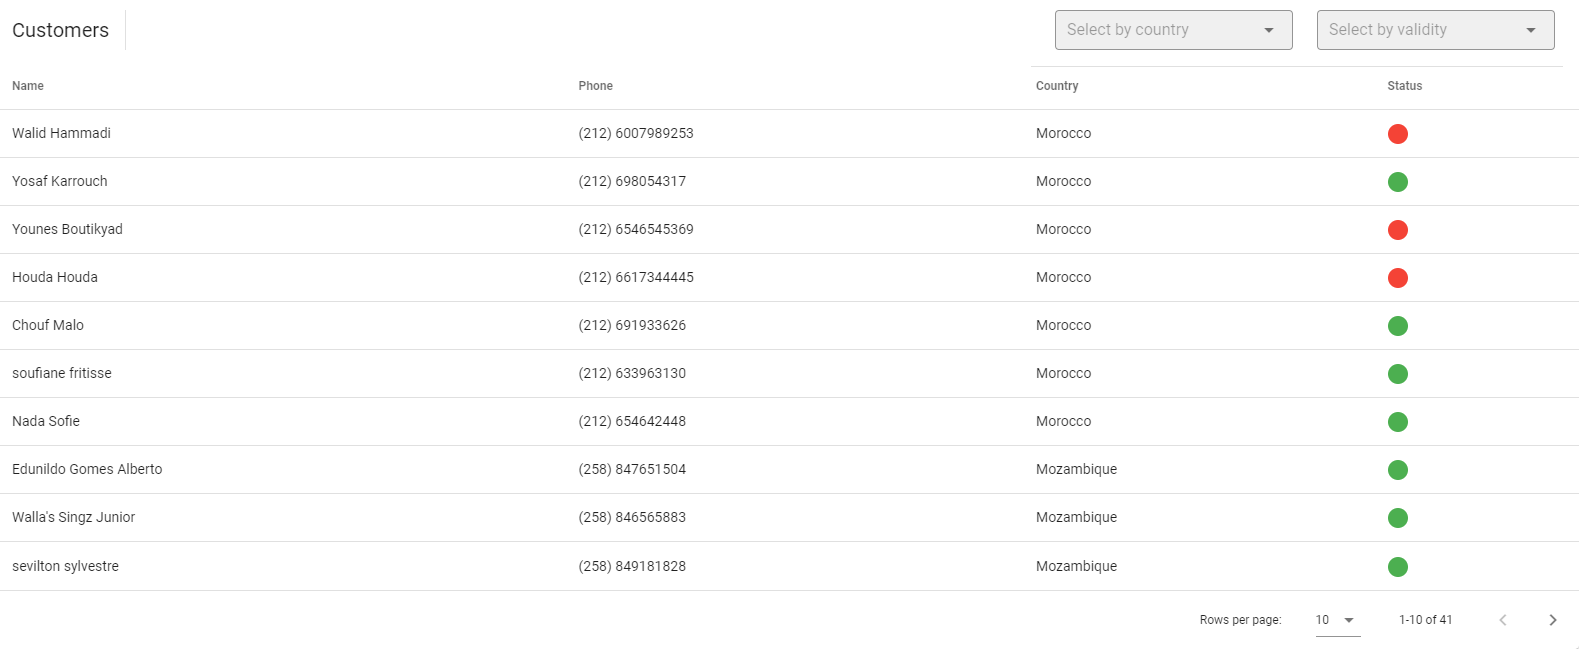 Customers
Select by country
Select by validity
Name Phone Country Status
Walid Hammadi (212) 6007989253 Morocco
Yosaf Karrouch (212) 698054317 Morocco
Younes Boutikyad (212) 6546545369 Morocco
Houda Houda (212) 6617344445 Morocco
Chouf Malo (212) 691933626 Morocco
soufiane fritisse (212) 633963130 Morocco
Nada Sofie (212) 654642448 Morocco
Edunildo Gomes Alberto (258) 847651504 Mozambique
Walla's Singz Junior (258) 846565883 Mozambique
sevilton sylvestre (258) 849181828 Mozambique
Rows per page: 10 1-10 of 41